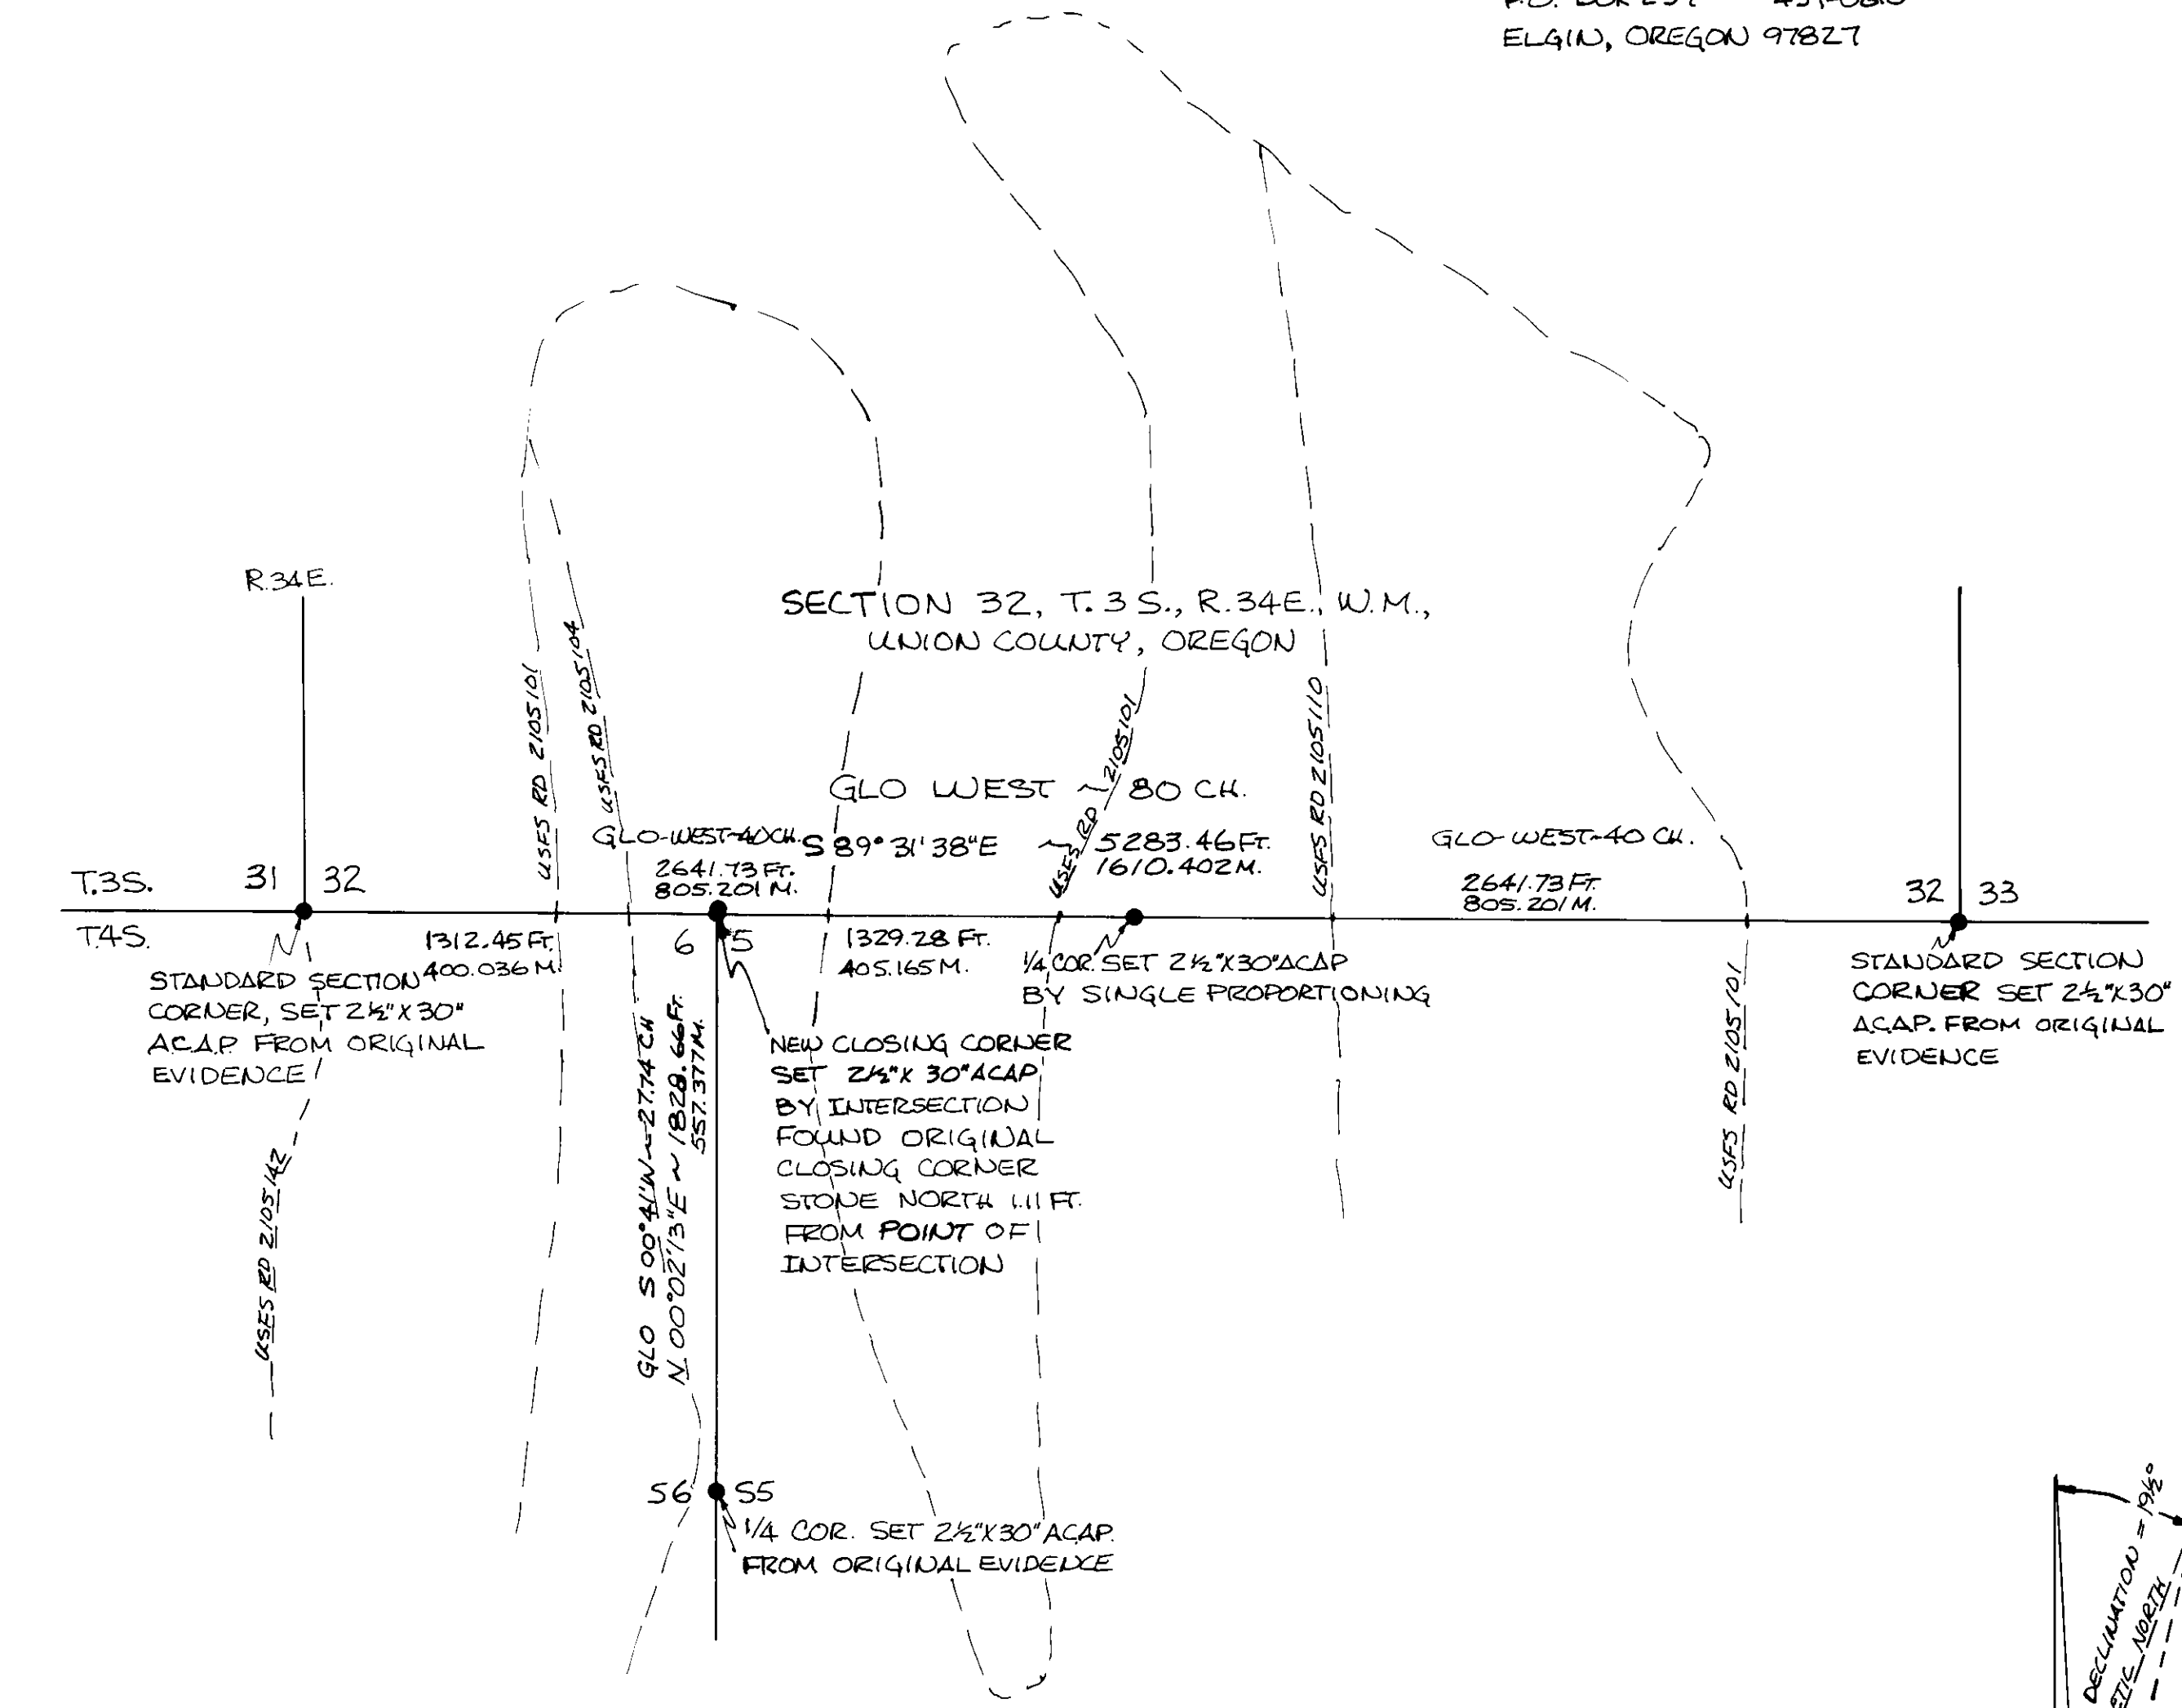 ELGIN, OREGON 97827
R.34E.
SECTION 32, T.3S., R.34E., W.M.,
UNION COUNTY, OREGON
USFS RD 2105101
USFS RD 2105104
USFS RD 2105101
USFS RD 2105110
GLO WEST ~ 80 CH.
GLO-WEST-40CH.
S 89°31'38"E ~ 5283.46 FT.
1610.402 M.
GLO-WEST-40 CH.
2641.73 FT.
805.201 M.
2641.73 FT.
805.201 M.
T.3S.
31 32
32 33
T.4S.
1312.45 FT.
400.036 M.
6 5
1329.28 FT.
405.165 M.
STANDARD SECTION
CORNER, SET 2½"X30"
A.C.A.P. FROM ORIGINAL
EVIDENCE
1/4 COR. SET 2½"X30"ACAP
BY SINGLE PROPORTIONING
STANDARD SECTION
CORNER SET 2½"X30"
A.C.A.P. FROM ORIGINAL
EVIDENCE
NEW CLOSING CORNER
SET 2½"X 30"ACAP
BY INTERSECTION
FOUND ORIGINAL
CLOSING CORNER
STONE NORTH 1.11 FT.
FROM POINT OF
INTERSECTION
GLO S 00°41'W ~ 27.74 CH
N 00°02'13"E ~ 1828.66 FT.
557.377 M.
USFS RD 2105142
USFS RD 2105101
S6 S5
1/4 COR. SET 2½"X30" ACAP.
FROM ORIGINAL EVIDENCE
DECLINATION = 19½°
NORTH